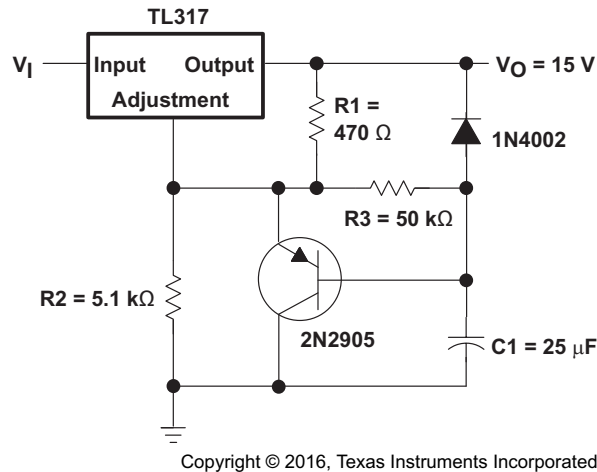 TL317
V_I
Input Output
Adjustment
V_O = 15 V
R1 =
470 Ω
1N4002
R3 = 50 kΩ
R2 = 5.1 kΩ
2N2905
C1 = 25 μF
Copyright © 2016, Texas Instruments Incorporated